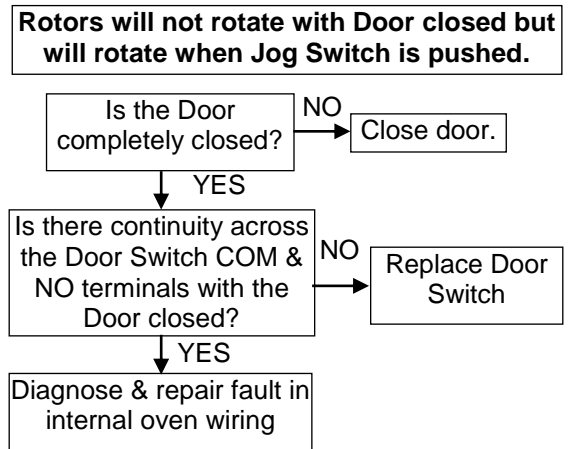 Rotors will not rotate with Door closed but
will rotate when Jog Switch is pushed.
Is the Door
completely closed?
NO
Close door.
YES
Is there continuity across
the Door Switch COM &
NO terminals with the
Door closed?
NO
Replace Door
Switch
YES
Diagnose & repair fault in
internal oven wiring